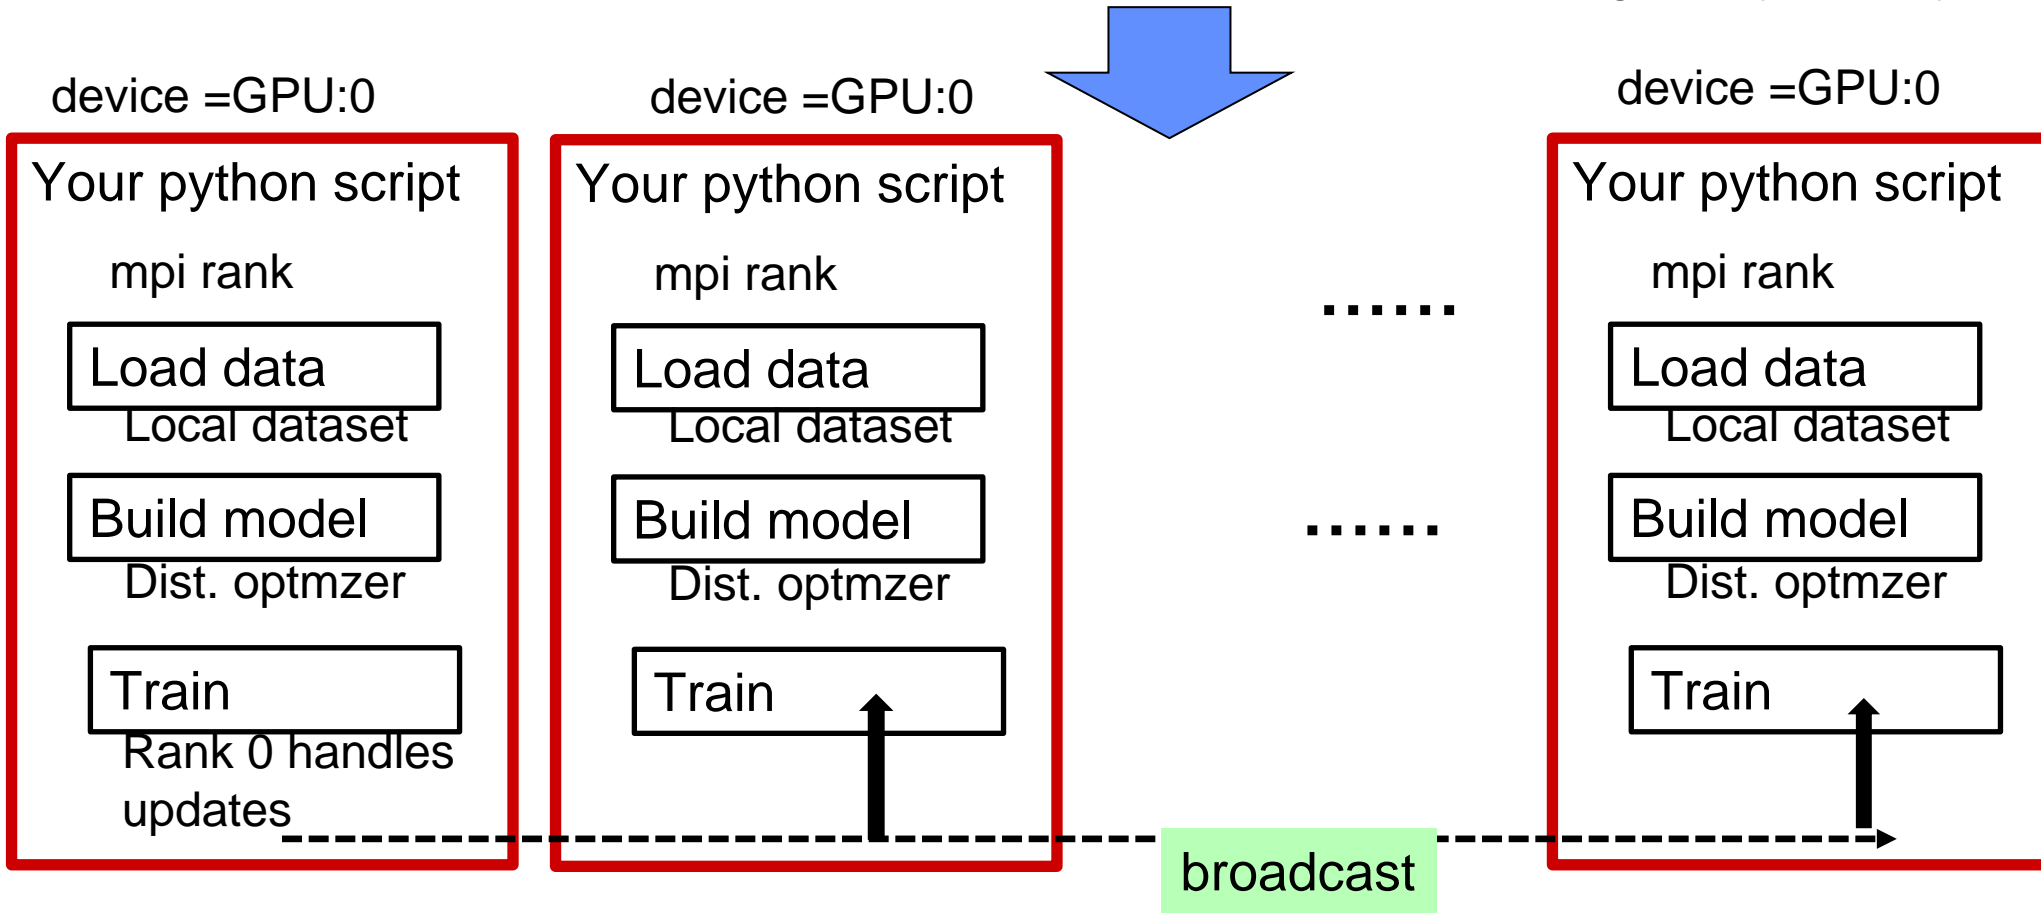 device =GPU:0
Your python script
mpi rank
Load data
Local dataset
Build model
Dist. optmzer
Train
Rank 0 handles
updates
device =GPU:0
Your python script
mpi rank
Load data
Local dataset
Build model
Dist. optmzer
Train
......
......
broadcast
device =GPU:0
Your python script
mpi rank
Load data
Local dataset
Build model
Dist. optmzer
Train